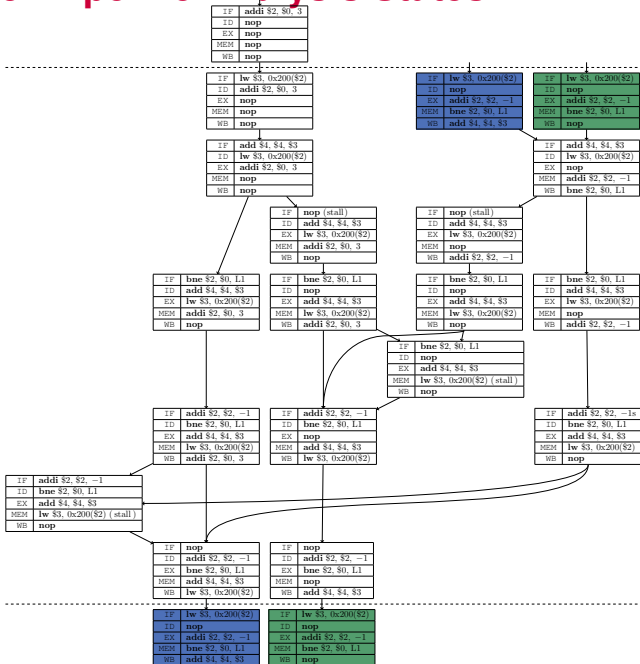 IF addi $2, $0, 3
ID nop
EX nop
MEM nop
WB nop
IF lw $3, 0x200($2)
ID addi $2, $0, 3
EX nop
MEM nop
WB nop
IF lw $3, 0x200($2)
ID nop
EX addi $2, $2, −1
MEM bne $2, $0, L1
WB add $4, $4, $3
IF lw $3, 0x200($2)
ID nop
EX addi $2, $2, −1
MEM bne $2, $0, L1
WB nop
IF add $4, $4, $3
ID lw $3, 0x200($2)
EX addi $2, $0, 3
MEM nop
WB nop
IF add $4, $4, $3
ID lw $3, 0x200($2)
EX nop
MEM addi $2, $2, −1
WB bne $2, $0, L1
IF nop (stall)
ID add $4, $4, $3
EX lw $3, 0x200($2)
MEM addi $2, $0, 3
WB nop
IF nop (stall)
ID add $4, $4, $3
EX lw $3, 0x200($2)
MEM nop
WB addi $2, $2, −1
IF bne $2, $0, L1
ID add $4, $4, $3
EX lw $3, 0x200($2)
MEM addi $2, $0, 3
WB nop
IF bne $2, $0, L1
ID nop
EX add $4, $4, $3
MEM lw $3, 0x200($2)
WB addi $2, $0, 3
IF bne $2, $0, L1
ID nop
EX add $4, $4, $3
MEM lw $3, 0x200($2)
WB nop
IF bne $2, $0, L1
ID add $4, $4, $3
EX lw $3, 0x200($2)
MEM nop
WB addi $2, $2, −1
IF bne $2, $0, L1
ID nop
EX add $4, $4, $3
MEM lw $3, 0x200($2) (stall)
WB nop
IF addi $2, $2, −1
ID bne $2, $0, L1
EX add $4, $4, $3
MEM lw $3, 0x200($2)
WB addi $2, $0, 3
IF addi $2, $2, −1
ID bne $2, $0, L1
EX nop
MEM add $4, $4, $3
WB lw $3, 0x200($2)
IF addi $2, $2, −1s
ID bne $2, $0, L1
EX add $4, $4, $3
MEM lw $3, 0x200($2)
WB nop
IF addi $2, $2, −1
ID bne $2, $0, L1
EX add $4, $4, $3
MEM lw $3, 0x200($2) (stall)
WB nop
IF nop
ID addi $2, $2, −1
EX bne $2, $0, L1
MEM add $4, $4, $3
WB lw $3, 0x200($2)
IF nop
ID addi $2, $2, −1
EX bne $2, $0, L1
MEM nop
WB add $4, $4, $3
IF lw $3, 0x200($2)
ID nop
EX addi $2, $2, −1
MEM bne $2, $0, L1
WB add $4, $4, $3
IF lw $3, 0x200($2)
ID nop
EX addi $2, $2, −1
MEM bne $2, $0, L1
WB nop